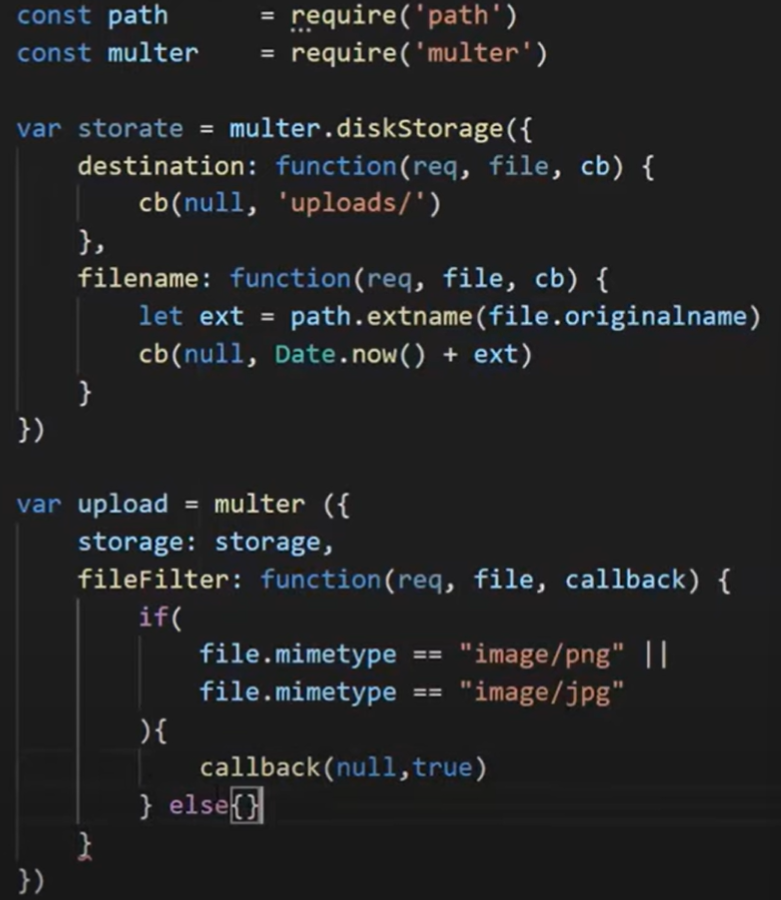 const path      = require('path')
const multer    = require('multer')
var storate = multer.diskStorage({
    destination: function(req, file, cb) {
        cb(null, 'uploads/')
    },
    filename: function(req, file, cb) {
        let ext = path.extname(file.originalname)
        cb(null, Date.now() + ext)
    }
})
var upload = multer ({
    storage: storage,
    fileFilter: function(req, file, callback) {
        if(
            file.mimetype == "image/png" ||
            file.mimetype == "image/jpg"
        ){
            callback(null,true)
        } else{}
    }
})